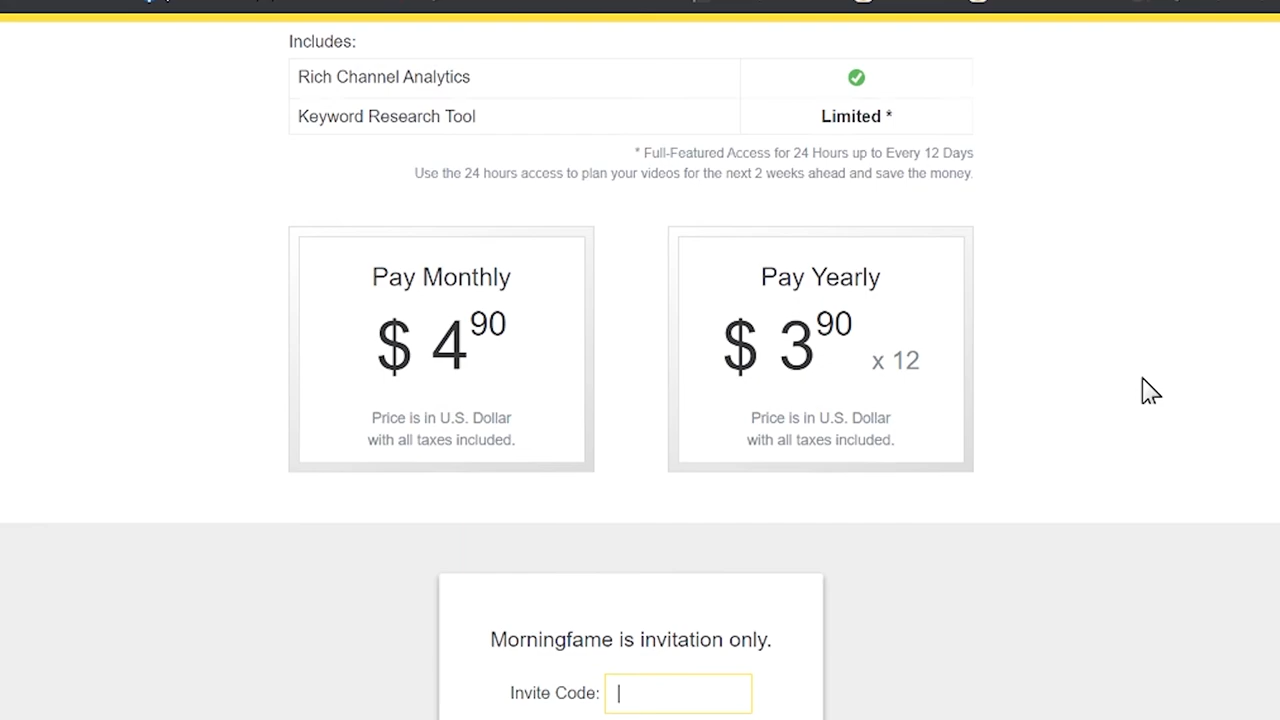 Includes:
Rich Channel Analytics
Keyword Research Tool Limited *
* Full-Featured Access for 24 Hours up to Every 12 Days
Use the 24 hours access to plan your videos for the next 2 weeks ahead and save the money.
Pay Monthly
$ 4 90
Price is in U.S. Dollar
with all taxes included.
Pay Yearly
$ 3 90 x 12
Price is in U.S. Dollar
with all taxes included.
Morningfame is invitation only.
Invite Code: